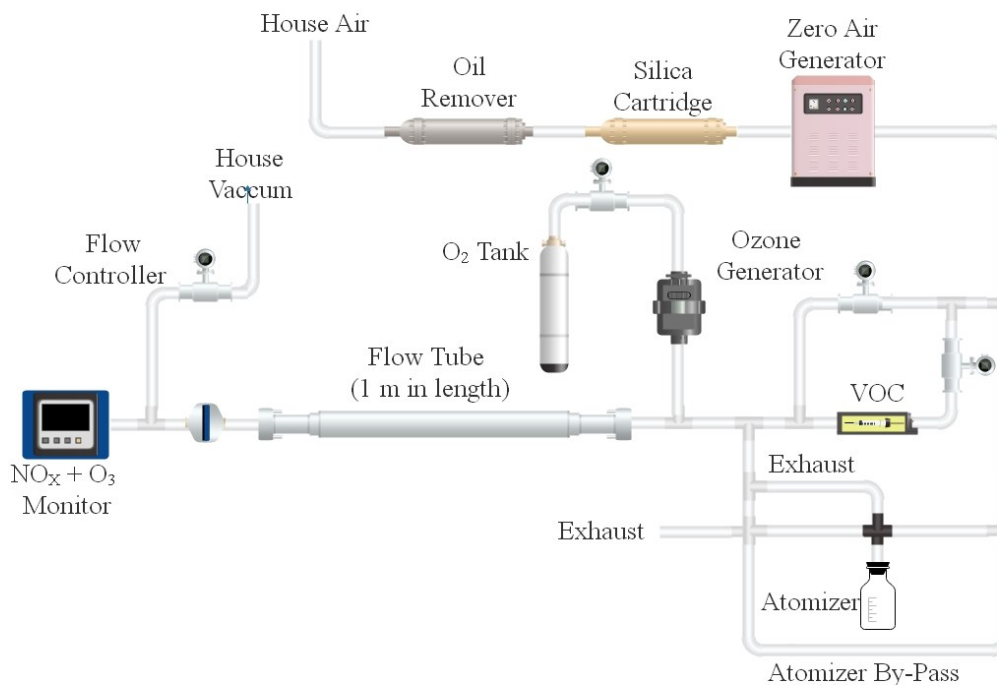 House Air
Zero Air
Generator
Oil
Remover
Silica
Cartridge
House
Vaccum
Flow
Controller
O₂ Tank
Ozone
Generator
Flow Tube
(1 m in length)
VOC
NOX + O₃
Monitor
Exhaust
Exhaust
Atomizer
Atomizer By-Pass